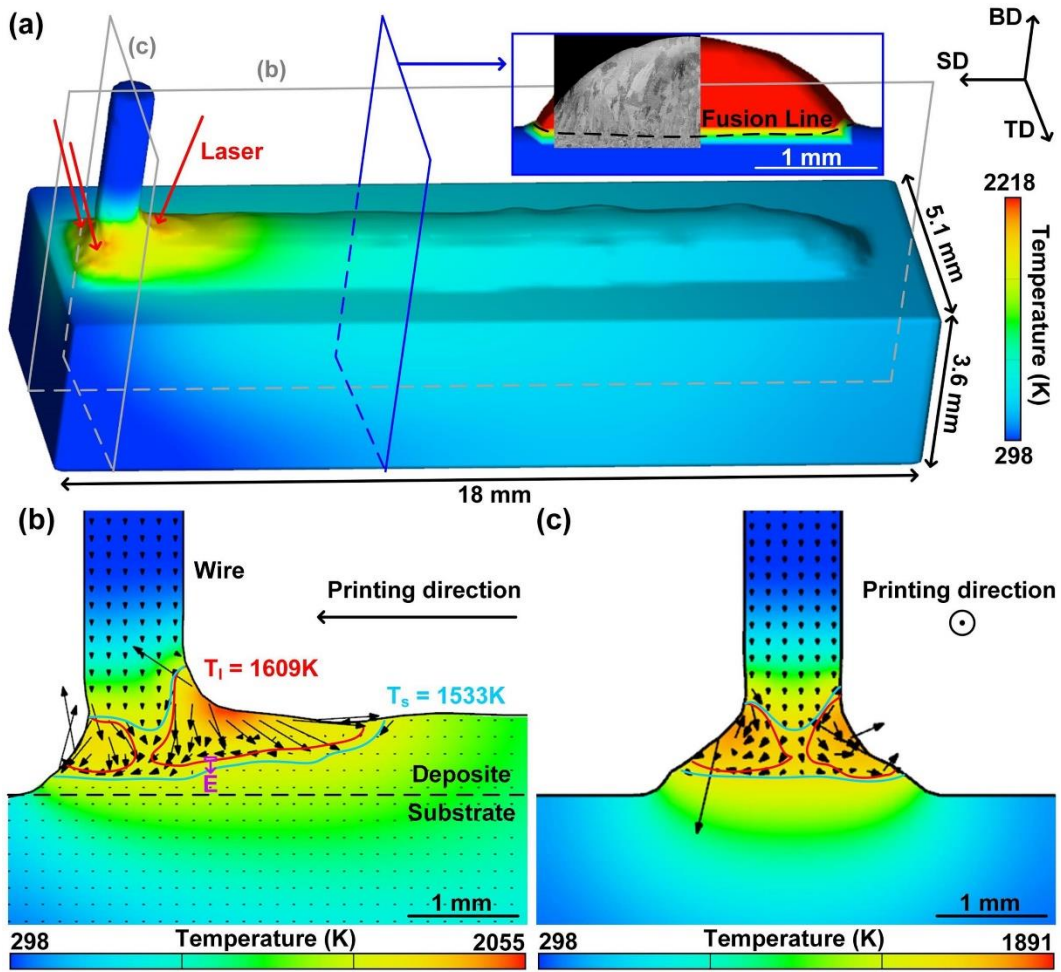 (a)
(c)
(b)
BD
SD
TD
Laser
Fusion Line
1 mm
2218
Temperature (K)
298
5.1 mm
3.6 mm
18 mm
(b)
Wire
Printing direction
Tl = 1609K
Ts = 1533K
E
Deposite
Substrate
1 mm
298 Temperature (K) 2055
(c)
Printing direction
1 mm
298 Temperature (K) 1891